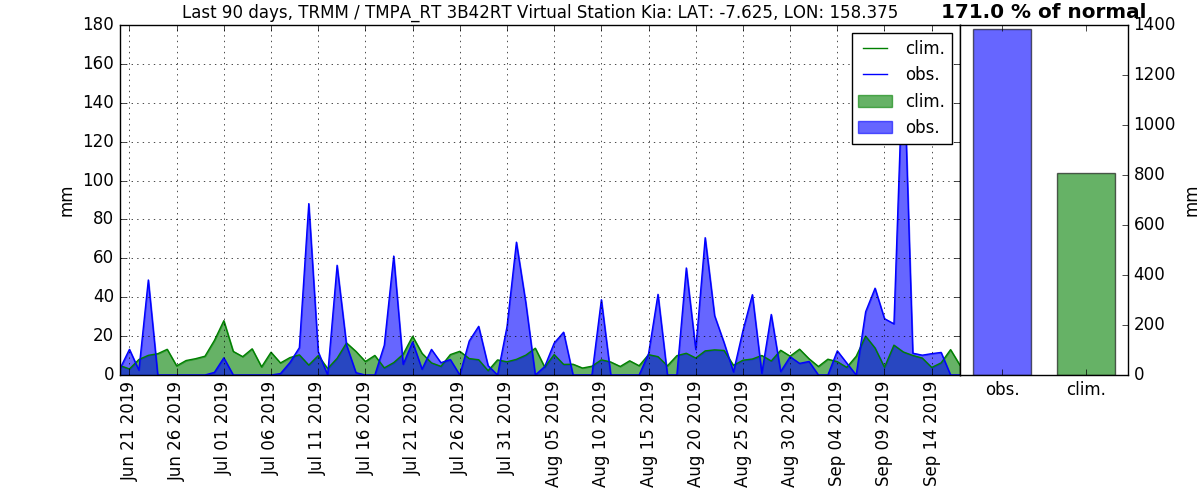 Last 90 days, TRMM / TMPA_RT 3B42RT Virtual Station Kia: LAT: -7.625, LON: 158.375
171.0 % of normal
180
160
140
120
100
80
60
40
20
0
mm
clim.
obs.
clim.
obs.
Jun 21 2019
Jun 26 2019
Jul 01 2019
Jul 06 2019
Jul 11 2019
Jul 16 2019
Jul 21 2019
Jul 26 2019
Jul 31 2019
Aug 05 2019
Aug 10 2019
Aug 15 2019
Aug 20 2019
Aug 25 2019
Aug 30 2019
Sep 04 2019
Sep 09 2019
Sep 14 2019
1400
1200
1000
800
600
400
200
0
mm
obs.
clim.